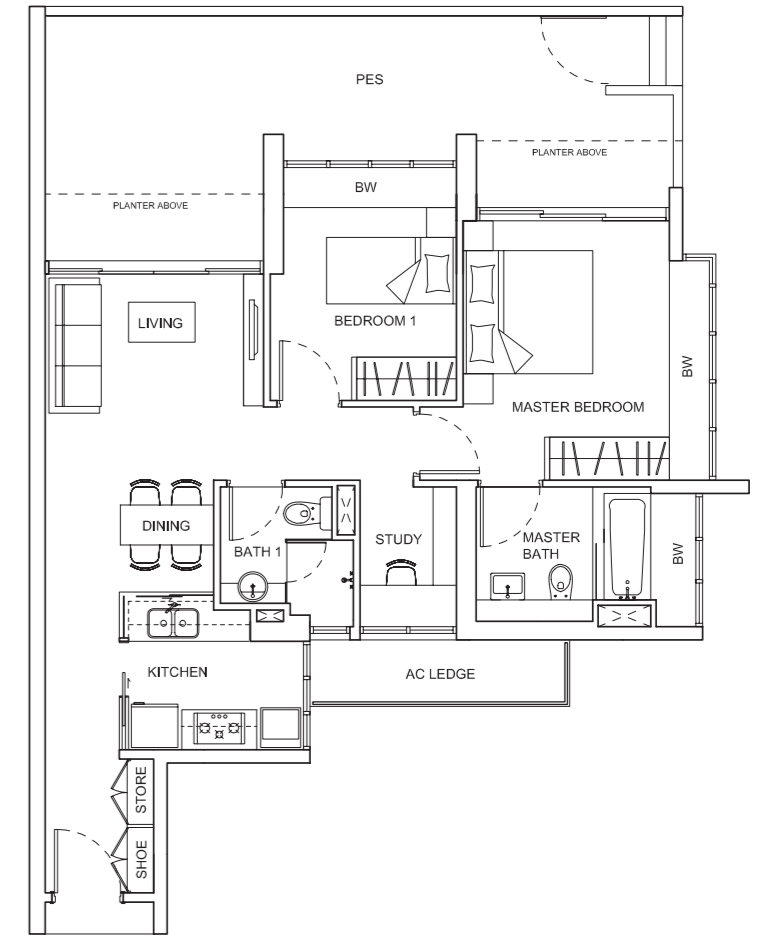 PES
PLANTER ABOVE
BW
PLANTER ABOVE
LIVING
BEDROOM 1
BW
MASTER BEDROOM
DINING
BATH 1
STUDY
MASTER
BATH
BW
KITCHEN
AC LEDGE
STORE
SHOE